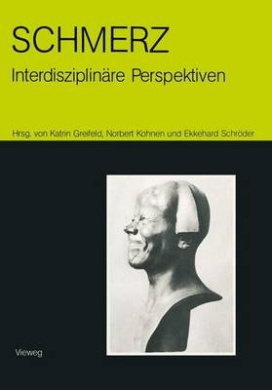 SCHMERZ
Interdisziplinäre Perspektiven
Hrsg. von Katrin Greifeld, Norbert Kohnen und Ekkehard Schröder
Vieweg